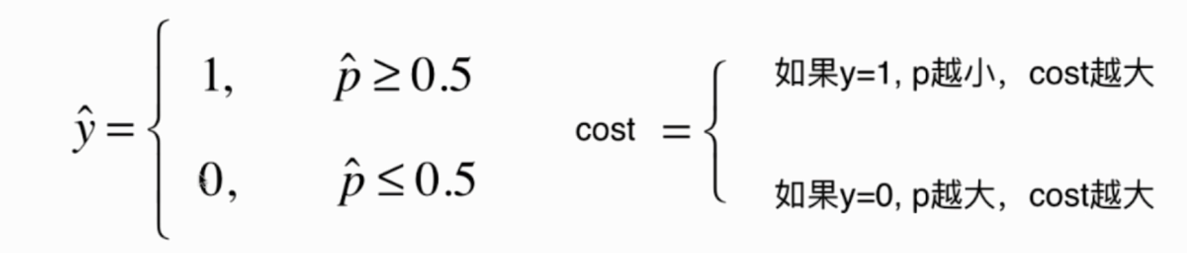 1, p̂ ≥ 0.5
如果y=1, p越小，cost越大
ŷ =
cost =
0, p̂ ≤ 0.5
如果y=0, p越大，cost越大